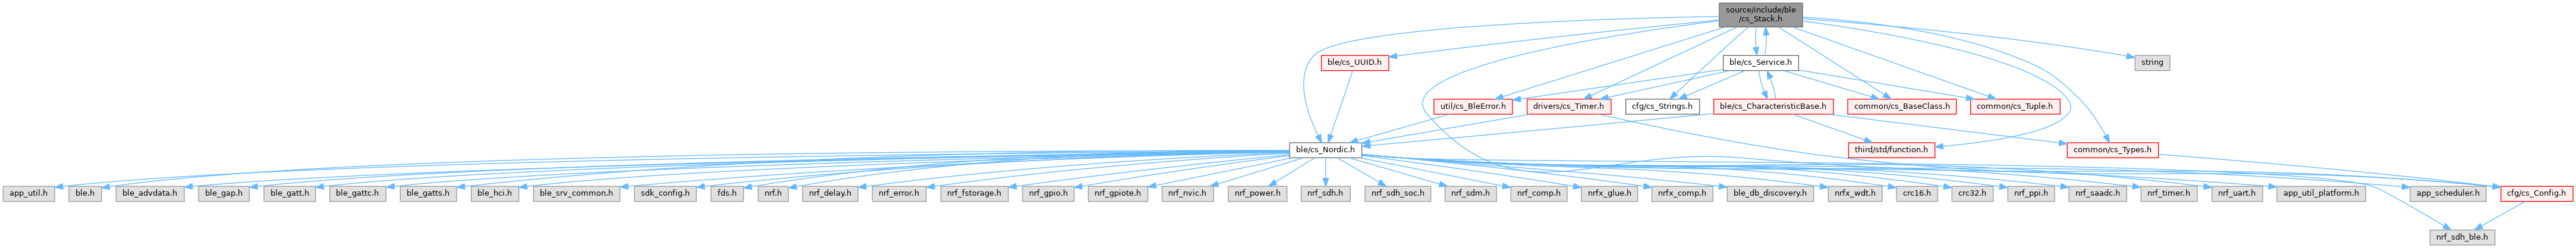 source/include/ble
/cs_Stack.h
ble/cs_UUID.h
ble/cs_Service.h
string
util/cs_BleError.h
drivers/cs_Timer.h
cfg/cs_Strings.h
ble/cs_CharacteristicBase.h
common/cs_BaseClass.h
common/cs_Tuple.h
ble/cs_Nordic.h
third/std/function.h
common/cs_Types.h
app_util.h
ble.h
ble_advdata.h
ble_gap.h
ble_gatt.h
ble_gattc.h
ble_gatts.h
ble_hci.h
ble_srv_common.h
sdk_config.h
fds.h
nrf.h
nrf_delay.h
nrf_error.h
nrf_fstorage.h
nrf_gpio.h
nrf_gpiote.h
nrf_nvic.h
nrf_power.h
nrf_sdh.h
nrf_sdh_soc.h
nrf_sdm.h
nrf_comp.h
nrfx_glue.h
nrfx_comp.h
ble_db_discovery.h
nrfx_wdt.h
crc16.h
crc32.h
nrf_ppi.h
nrf_saadc.h
nrf_timer.h
nrf_uart.h
app_util_platform.h
app_scheduler.h
cfg/cs_Config.h
nrf_sdh_ble.h